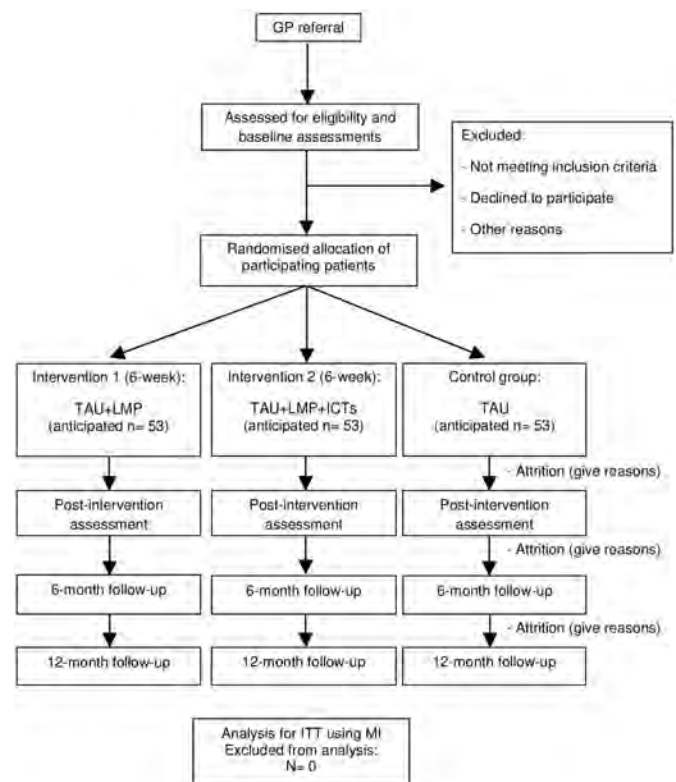 GP referral
Assessed for eligibility and
baseline assessments
Excluded:
- Not meeting inclusion criteria
- Declined to participate
- Other reasons
Randomised allocation of
participating patients
Intervention 1 (6-week):
TAU+LMP
(anticipated n= 53)
Intervention 2 (6-week):
TAU+LMP+ICTs
(anticipated n= 53)
Control group:
TAU
(anticipated n= 53)
- Attrition (give reasons)
Post-intervention
assessment
Post-intervention
assessment
Post-intervention
assessment
- Attrition (give reasons)
6-month follow-up
6-month follow-up
6-month follow-up
- Attrition (give reasons)
12-month follow-up
12-month follow-up
12-month follow-up
Analysis for ITT using MI
Excluded from analysis:
N= 0